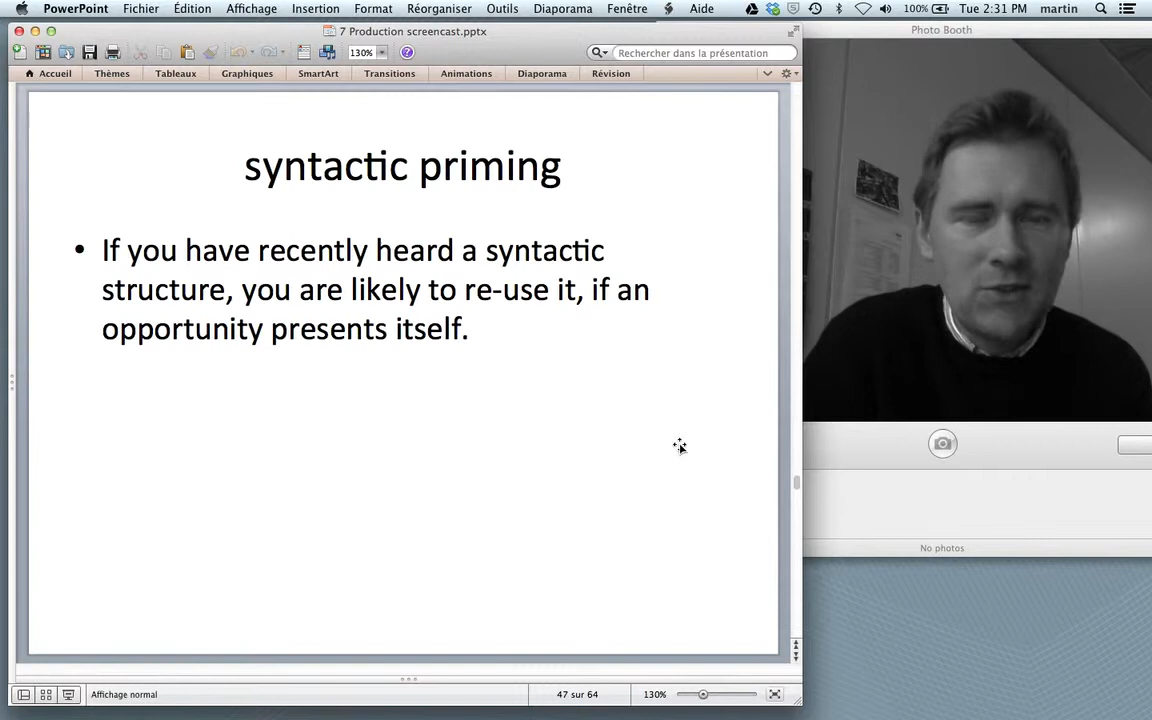 PowerPoint Fichier Édition Affichage Insertion Format Réorganiser Outils Diaporama Fenêtre Aide 100% Tue 2:31 PM martin
7 Production screencast.pptx
Photo Booth
130% Rechercher dans la présentation
Accueil Thèmes Tableaux Graphiques SmartArt Transitions Animations Diaporama Révision
syntactic priming
• If you have recently heard a syntactic
structure, you are likely to re-use it, if an
opportunity presents itself.
No photos
Affichage normal 47 sur 64 130%